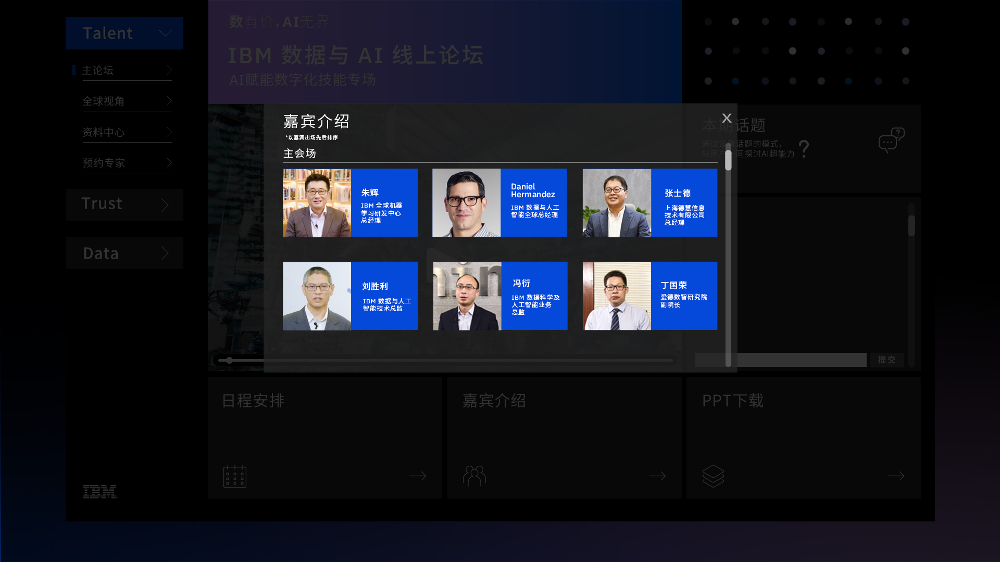 Talent
主论坛
全球视角
资料中心
预约专家
Trust
Data
IBM
数有价,AI无界
IBM 数据与 AI 线上论坛
AI赋能数字化技能专场
嘉宾介绍
*以嘉宾出场先后排序
主会场
X
朱辉
IBM 全球机器
学习研发中心
总经理
Daniel
Hermandez
IBM 数据与人工
智能全球总经理
张士德
上海德慧信息
技术有限公司
总经理
刘胜利
IBM 数据与人工
智能技术总监
冯衍
IBM 数据科学及
人工智能业务
总监
丁国荣
爱德数智研究院
副院长
本期话题
通过设置话题的模式，
与用户一同探讨AI超能力
?
提交
日程安排
嘉宾介绍
PPT下载